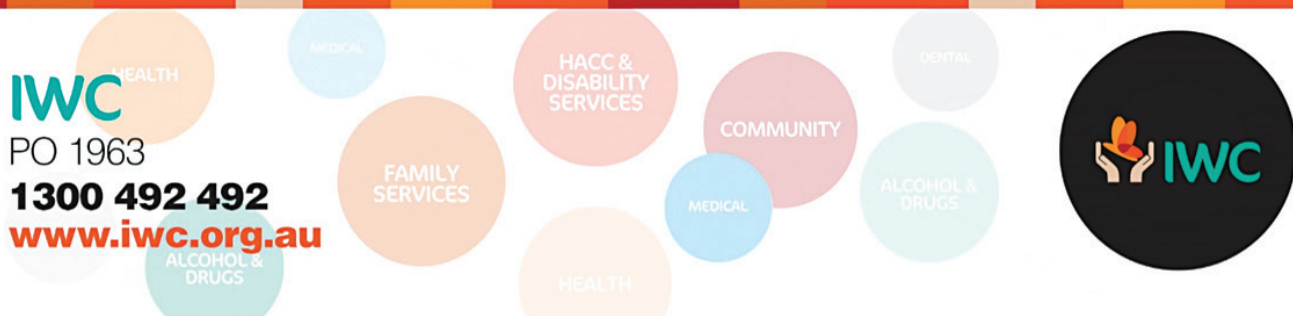 IWC
PO 1963
1300 492 492
www.iwc.org.au
HEALTH
MEDICAL
ALCOHOL &
DRUGS
FAMILY
SERVICES
HACC &
DISABILITY
SERVICES
HEALTH
COMMUNITY
MEDICAL
DENTAL
ALCOHOL &
DRUGS
IWC